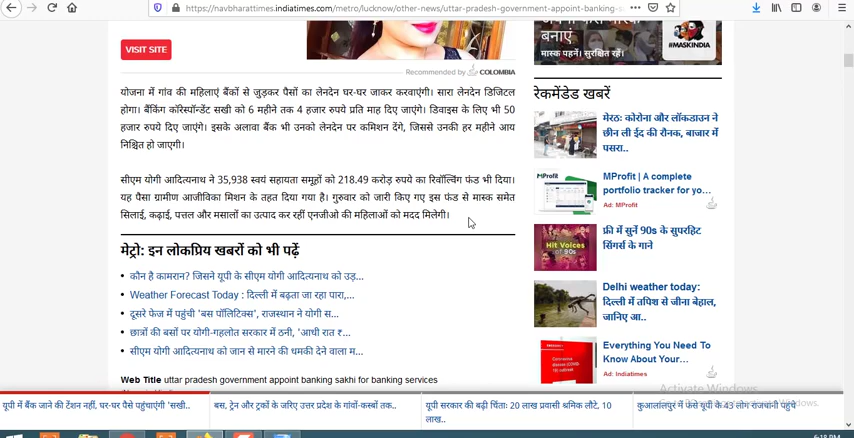 https://navbharattimes.indiatimes.com/metro/lucknow/other-news/uttar-pradesh-government-appoint-banking-s
VISIT SITE
Recommended by COLOMBIA
योजना में गांव की महिलाएं बैंकों से जुड़कर पैसों का लेनदेन घर-घर जाकर करवाएंगी। सारा लेनदेन डिजिटल
होगा। बैंकिंग कॉरेस्पॉन्डेंट सखी को 6 महीने तक 4 हजार रुपये प्रति माह दिए जाएंगे। डिवाइस के लिए भी 50
हजार रुपये दिए जाएंगे। इसके अलावा बैंक भी उनको लेनदेन पर कमिशन देंगे, जिससे उनकी हर महीने आय
निश्चित हो जाएगी।
सीएम योगी आदित्यनाथ ने 35,938 स्वयं सहायता समूहों को 218.49 करोड़ रुपये का रिवॉल्विंग फंड भी दिया।
यह पैसा ग्रामीण आजीविका मिशन के तहत दिया गया है। गुरुवार को जारी किए गए इस फंड से मास्क समेत
सिलाई, कढ़ाई, पत्तल और मसालों का उत्पाद कर रहीं एनजीओ की महिलाओं को मदद मिलेगी।
मेट्रो: इन लोकप्रिय खबरों को भी पढ़ें
कौन है कामरान? जिसने यूपी के सीएम योगी आदित्यनाथ को उड़...
Weather Forecast Today : दिल्ली में बढ़ता जा रहा पारा,...
दूसरे फेज में पहुंची 'बस पॉलिटिक्स', राजस्थान ने योगी स...
छात्रों की बसों पर योगी-गहलोत सरकार में ठनी, 'आधी रात र...
सीएम योगी आदित्यनाथ को जान से मारने की धमकी देने वाला म...
Web Title uttar pradesh government appoint banking sakhi for banking services
बनाएं
मास्क पहनें। सुरक्षित रहें।
#MASKINDIA
रेकमेंडेड खबरें
मेरठ: कोरोना और लॉकडाउन ने
छीन ली ईद की रौनक, बाजार में
पसरा..
MProfit | A complete
portfolio tracker for yo...
Ad: MProfit
Hit Voices
of 90s
फ्री में सुनें 90s के सुपरहिट
सिंगर्स के गाने
Delhi weather today:
दिल्ली में तपिश से जीना बेहाल,
जानिए आ..
Everything You Need To
Know About Your...
Ad: Indiatimes
Activate Windows
यूपी में बैंक जाने की टेंशन नहीं, घर-घर पैसे पहुंचाएंगी 'सखी..
बस, ट्रेन और ट्रकों के जरिए उत्तर प्रदेश के गांवों-कस्बों तक..
यूपी सरकार की बड़ी चिंताः 20 लाख प्रवासी श्रमिक लौटे, 10
लाख..
कुआलालंपुर में फंसे यूपी के 43 लोग
6:18 PM